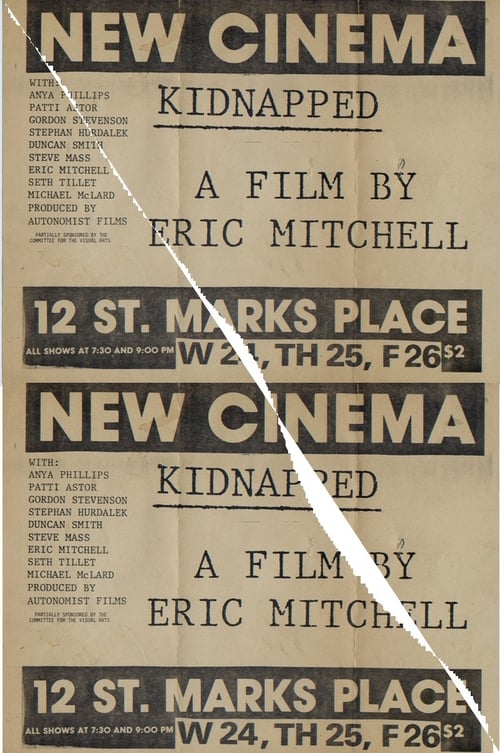 NEW CINEMA
WITH:
ANYA PHILLIPS
PATTI ASTOR
GORDON STEVENSON
STEPHAN HURDALEK
DUNCAN SMITH
STEVE MASS
ERIC MITCHELL
SETH TILLET
MICHAEL McLARD
PRODUCED BY
AUTONOMIST FILMS
PARTIALLY SPONSORED BY THE
COMMITTEE FOR THE VISUAL ARTS
KIDNAPPED
A FILM BY
ERIC MITCHELL
12 ST. MARKS PLACE
ALL SHOWS AT 7:30 AND 9:00 PM W 24, TH 25, F 26 $2
NEW CINEMA
WITH:
ANYA PHILLIPS
PATTI ASTOR
GORDON STEVENSON
STEPHAN HURDALEK
DUNCAN SMITH
STEVE MASS
ERIC MITCHELL
SETH TILLET
MICHAEL McLARD
PRODUCED BY
AUTONOMIST FILMS
PARTIALLY SPONSORED BY THE
COMMITTEE FOR THE VISUAL ARTS
KIDNAPPED
A FILM BY
ERIC MITCHELL
12 ST. MARKS PLACE
ALL SHOWS AT 7:30 AND 9:00 PM W 24, TH 25, F 26 $2